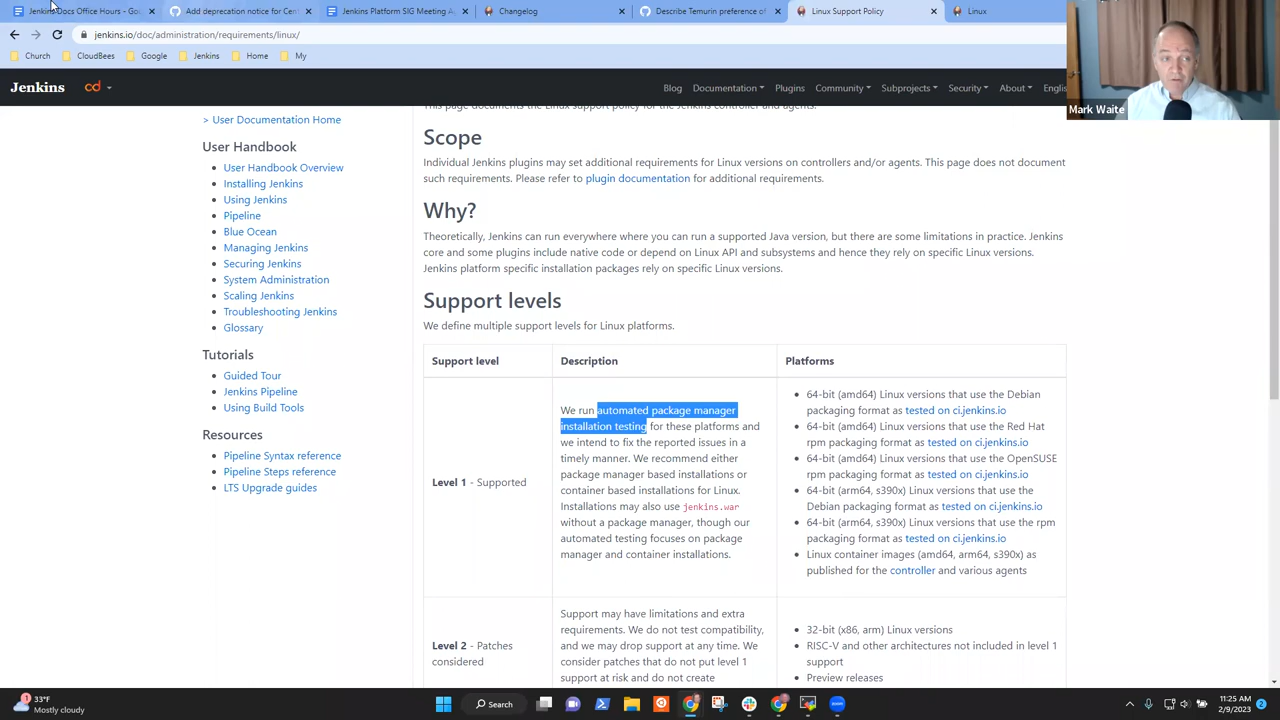 Jenkins Docs Office Hours - Goo
Add deprecation notice for Cent
Jenkins Platform SIG Meeting A
Changelog
Describe Temurin preference of
Linux Support Policy
Linux
jenkins.io/doc/administration/requirements/linux/
Church
CloudBees
Google
Jenkins
Home
My
Mark Waite
Jenkins
cd
Blog
Documentation
Plugins
Community
Subprojects
Security
About
Englis
This page documents the Linux support policy for the Jenkins controller and agents.
> User Documentation Home
User Handbook
User Handbook Overview
Installing Jenkins
Using Jenkins
Pipeline
Blue Ocean
Managing Jenkins
Securing Jenkins
System Administration
Scaling Jenkins
Troubleshooting Jenkins
Glossary
Tutorials
Guided Tour
Jenkins Pipeline
Using Build Tools
Resources
Pipeline Syntax reference
Pipeline Steps reference
LTS Upgrade guides
Scope
Individual Jenkins plugins may set additional requirements for Linux versions on controllers and/or agents. This page does not document
such requirements. Please refer to plugin documentation for additional requirements.
Why?
Theoretically, Jenkins can run everywhere where you can run a supported Java version, but there are some limitations in practice. Jenkins
core and some plugins include native code or depend on Linux API and subsystems and hence they rely on specific Linux versions.
Jenkins platform specific installation packages rely on specific Linux versions.
Support levels
We define multiple support levels for Linux platforms.
Support level
Description
Platforms
Level 1 - Supported
We run automated package manager
installation testing for these platforms and
we intend to fix the reported issues in a
timely manner. We recommend either
package manager based installations or
container based installations for Linux.
Installations may also use jenkins.war
without a package manager, though our
automated testing focuses on package
manager and container installations.
64-bit (amd64) Linux versions that use the Debian
packaging format as tested on ci.jenkins.io
64-bit (amd64) Linux versions that use the Red Hat
rpm packaging format as tested on ci.jenkins.io
64-bit (amd64) Linux versions that use the OpenSUSE
rpm packaging format as tested on ci.jenkins.io
64-bit (arm64, s390x) Linux versions that use the
Debian packaging format as tested on ci.jenkins.io
64-bit (arm64, s390x) Linux versions that use the rpm
packaging format as tested on ci.jenkins.io
Linux container images (amd64, arm64, s390x) as
published for the controller and various agents
Level 2 - Patches
considered
Support may have limitations and extra
requirements. We do not test compatibility,
and we may drop support at any time. We
consider patches that do not put level 1
support at risk and do not create
32-bit (x86, arm) Linux versions
RISC-V and other architectures not included in level 1
support
Preview releases
1
33°F
Mostly cloudy
Search
11:25 AM
2/9/2023
2